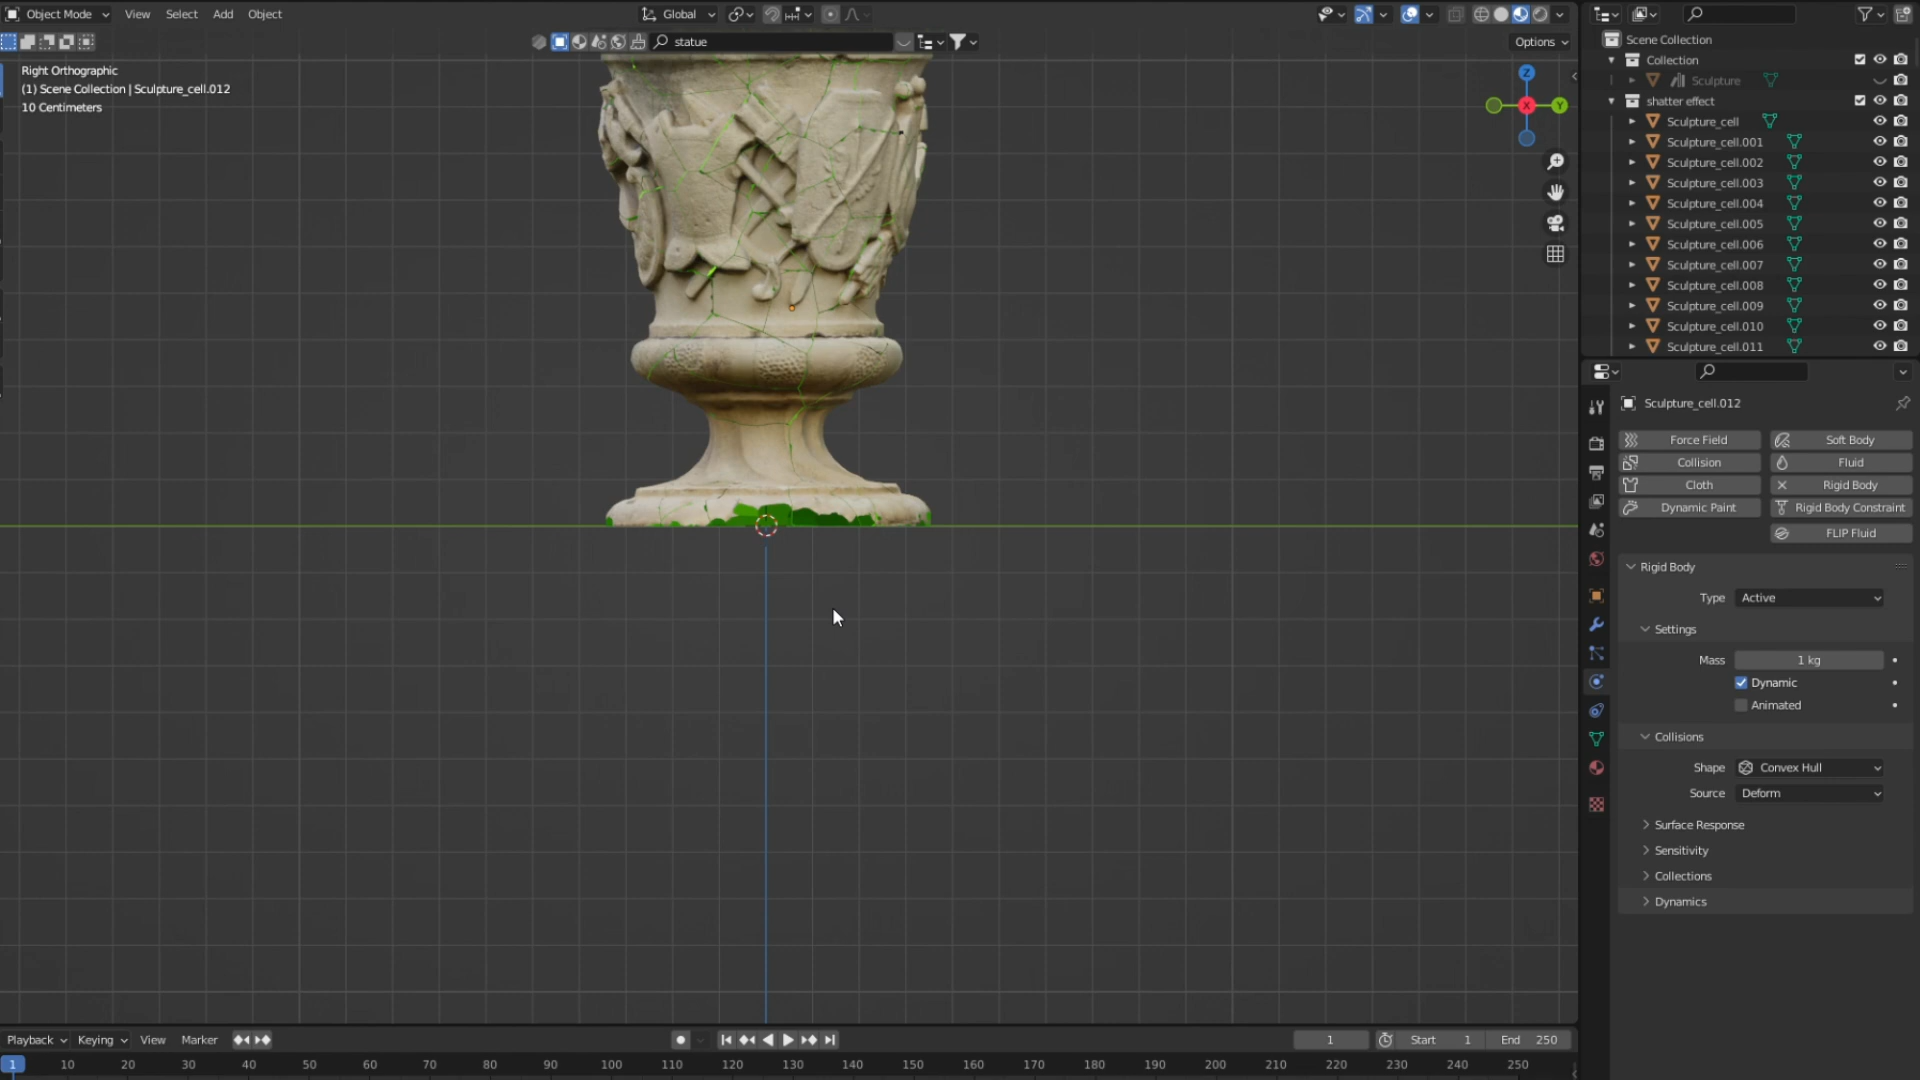 Object Mode View Select Add Object Global
statue Options
Right Orthographic
(1) Scene Collection | Sculpture_cell.012
10 Centimeters
Z
X
Y
Scene Collection
Collection
Sculpture
shatter effect
Sculpture_cell
Sculpture_cell.001
Sculpture_cell.002
Sculpture_cell.003
Sculpture_cell.004
Sculpture_cell.005
Sculpture_cell.006
Sculpture_cell.007
Sculpture_cell.008
Sculpture_cell.009
Sculpture_cell.010
Sculpture_cell.011
Sculpture_cell.012
Force Field Soft Body
Collision Fluid
Cloth Rigid Body
Dynamic Paint Rigid Body Constraint
FLIP Fluid
Rigid Body
Type Active
Settings
Mass 1 kg
Dynamic
Animated
Collisions
Shape Convex Hull
Source Deform
Surface Response
Sensitivity
Collections
Dynamics
Playback Keying View Marker 1 Start 1 End 250
1 10 20 30 40 50 60 70 80 90 100 110 120 130 140 150 160 170 180 190 200 210 220 230 240 250